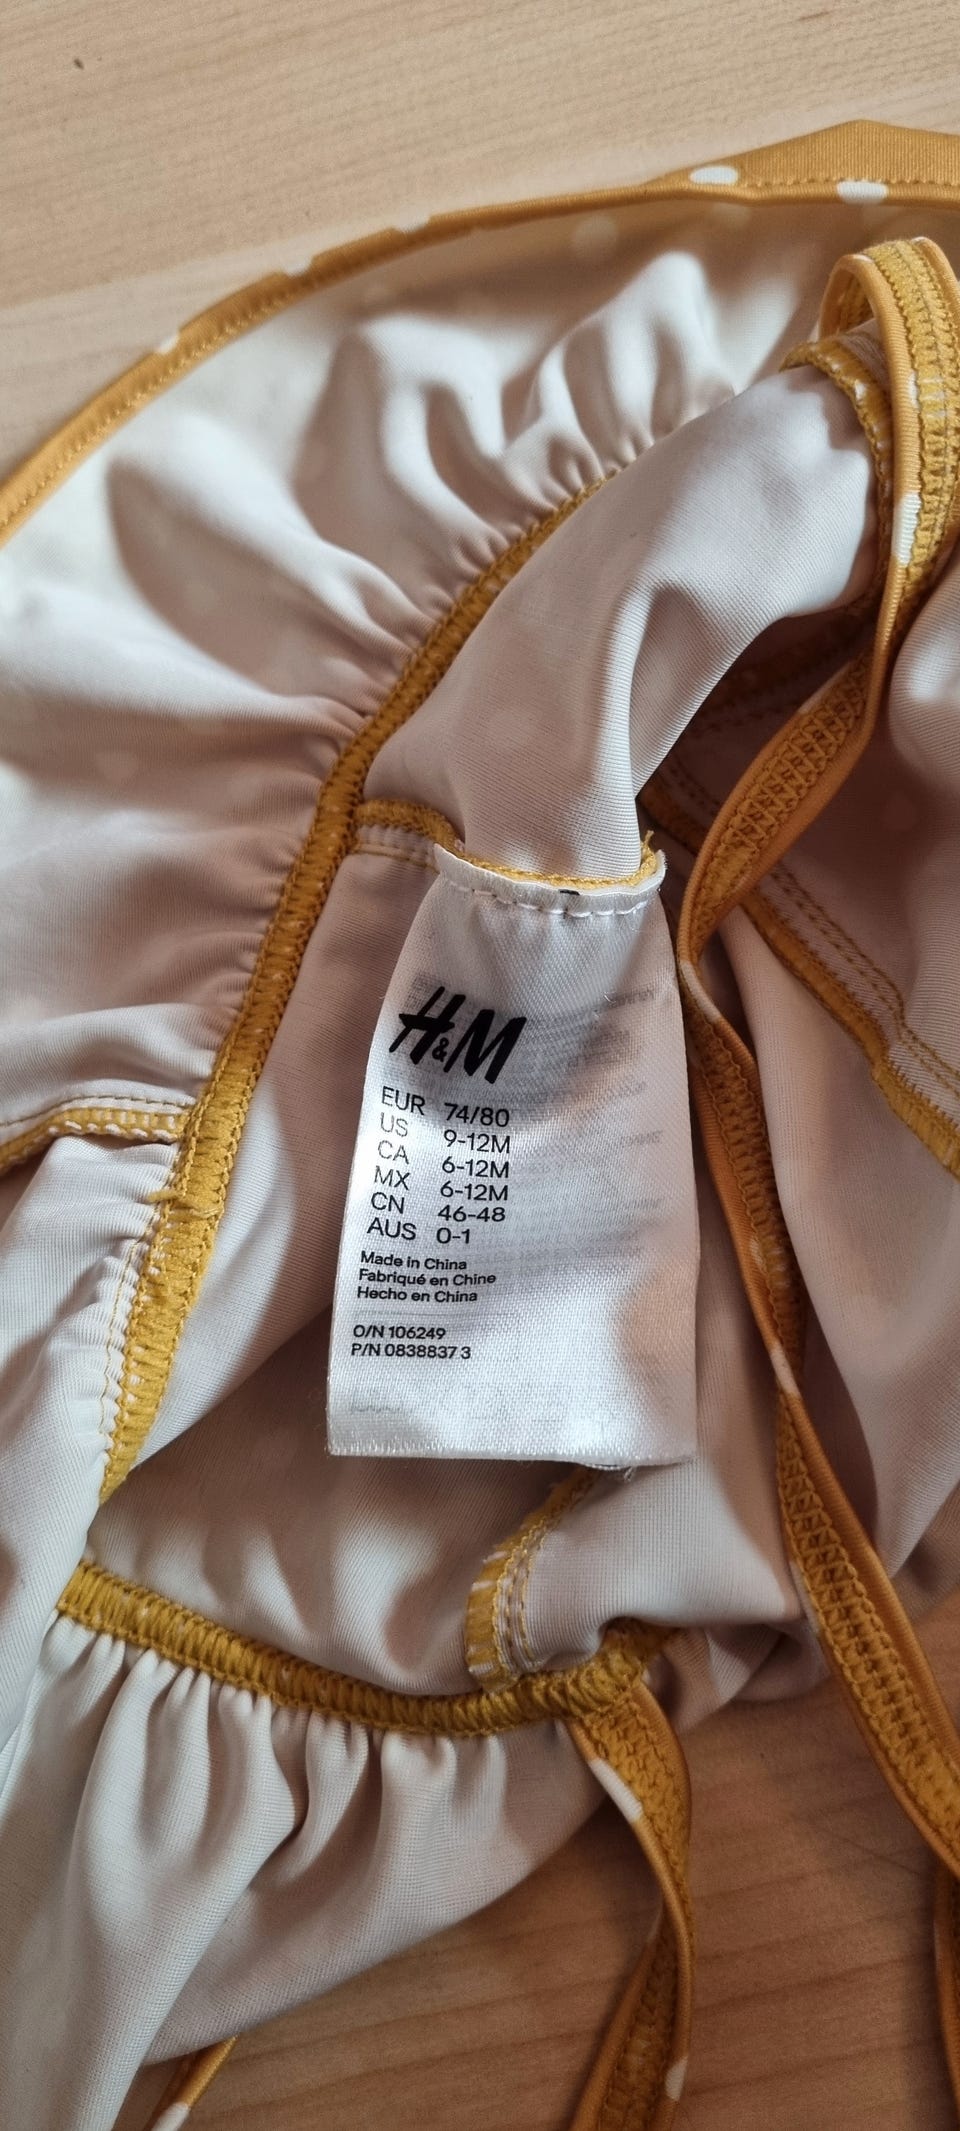 H&M
EUR 74/80
US 9-12M
CA 6-12M
MX 6-12M
CN 46-48
AUS 0-1
Made in China
Fabriqué en Chine
Hecho en China
O/N 106249
P/N 0838837 3